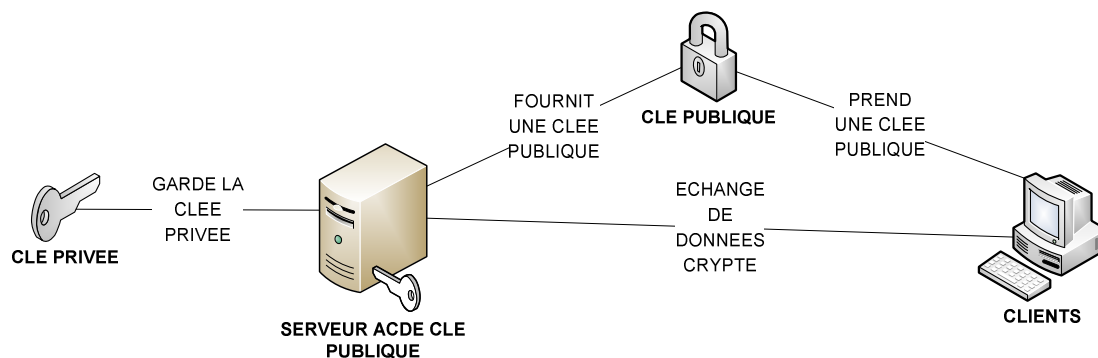 FOURNIT
UNE CLEE
PUBLIQUE
CLE PUBLIQUE
PREND
UNE CLEE
PUBLIQUE
GARDE LA
CLEE
PRIVEE
CLE PRIVEE
ECHANGE
DE
DONNEES
CRYPTE
SERVEUR ACDE CLE
PUBLIQUE
CLIENTS